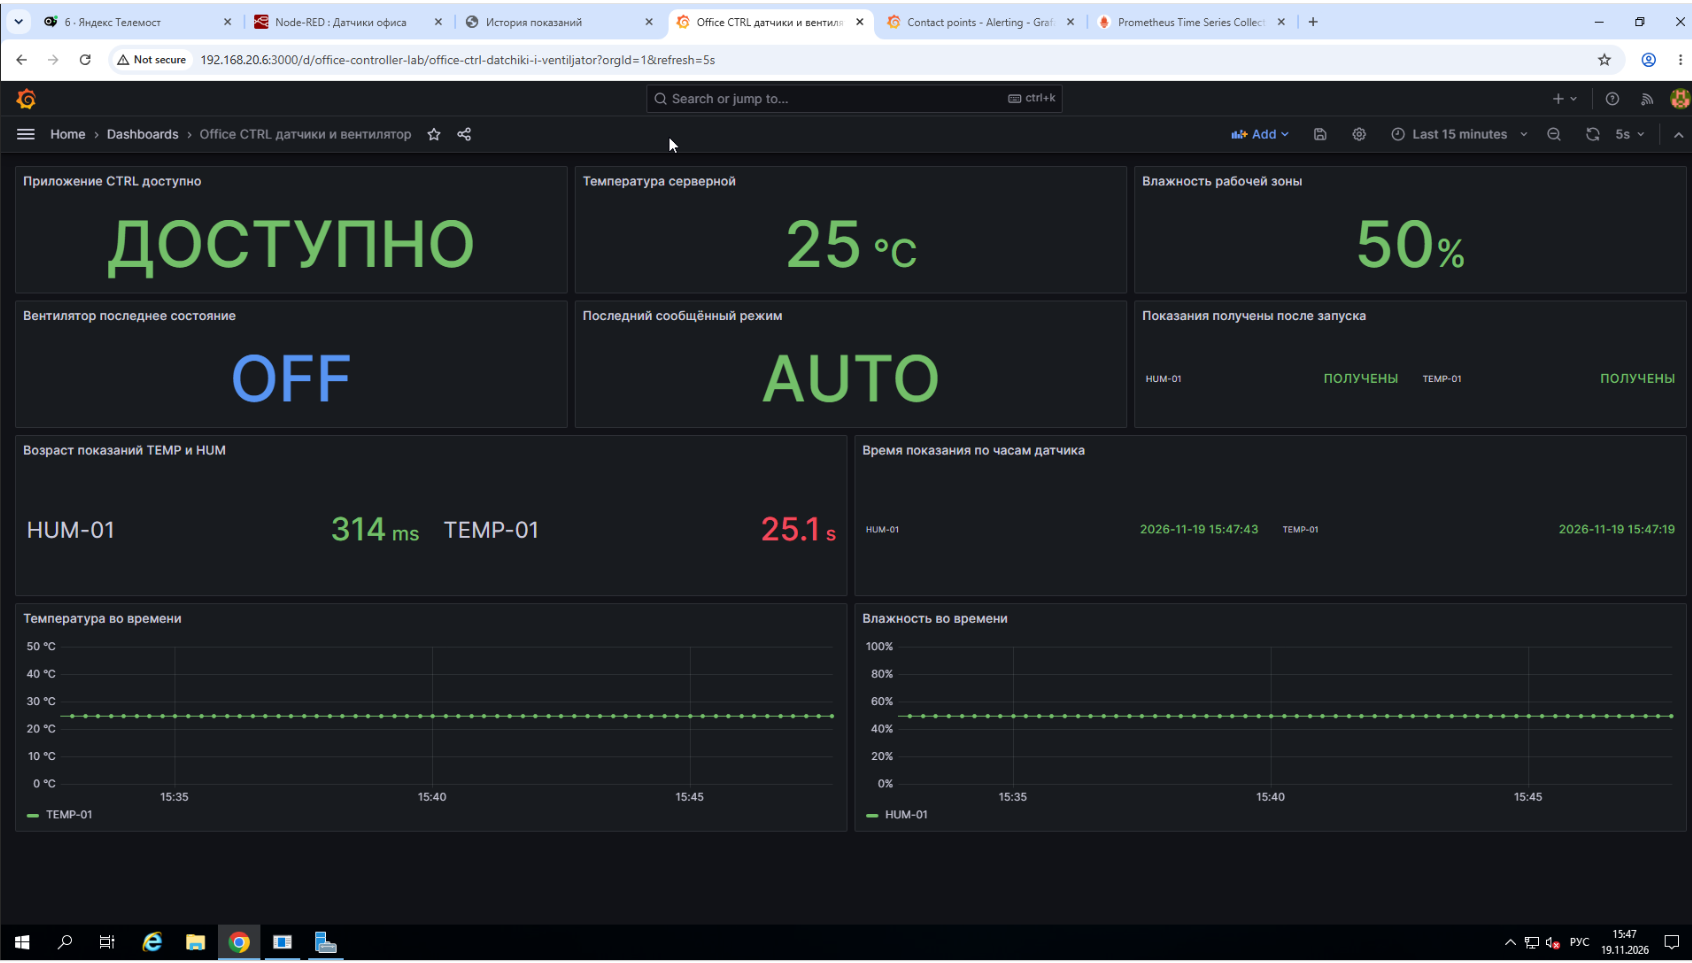 6 - Яндекс Телемост
Node-RED : Датчики офиса
История показаний
Office CTRL датчики и вентиля
Contact points - Alerting - Graf
Prometheus Time Series Collect
Not secure
192.168.20.6:3000/d/office-controller-lab/office-ctrl-datchiki-i-ventiljator?orgId=1&refresh=5s
Search or jump to...
ctrl+k
Home › Dashboards › Office CTRL датчики и вентилятор
Add
Last 15 minutes
5s
Приложение CTRL доступно
ДОСТУПНО
Температура серверной
25 °C
Влажность рабочей зоны
50%
Вентилятор последнее состояние
OFF
Последний сообщённый режим
AUTO
Показания получены после запуска
HUM-01 ПОЛУЧЕНЫ TEMP-01 ПОЛУЧЕНЫ
Возраст показаний TEMP и HUM
HUM-01 314 ms TEMP-01 25.1 s
Время показания по часам датчика
HUM-01 2026-11-19 15:47:43 TEMP-01 2026-11-19 15:47:19
Температура во времени
50 °C
40 °C
30 °C
20 °C
10 °C
0 °C
15:35 15:40 15:45
TEMP-01
Влажность во времени
100%
80%
60%
40%
20%
0%
15:35 15:40 15:45
HUM-01
РУС
15:47
19.11.2026